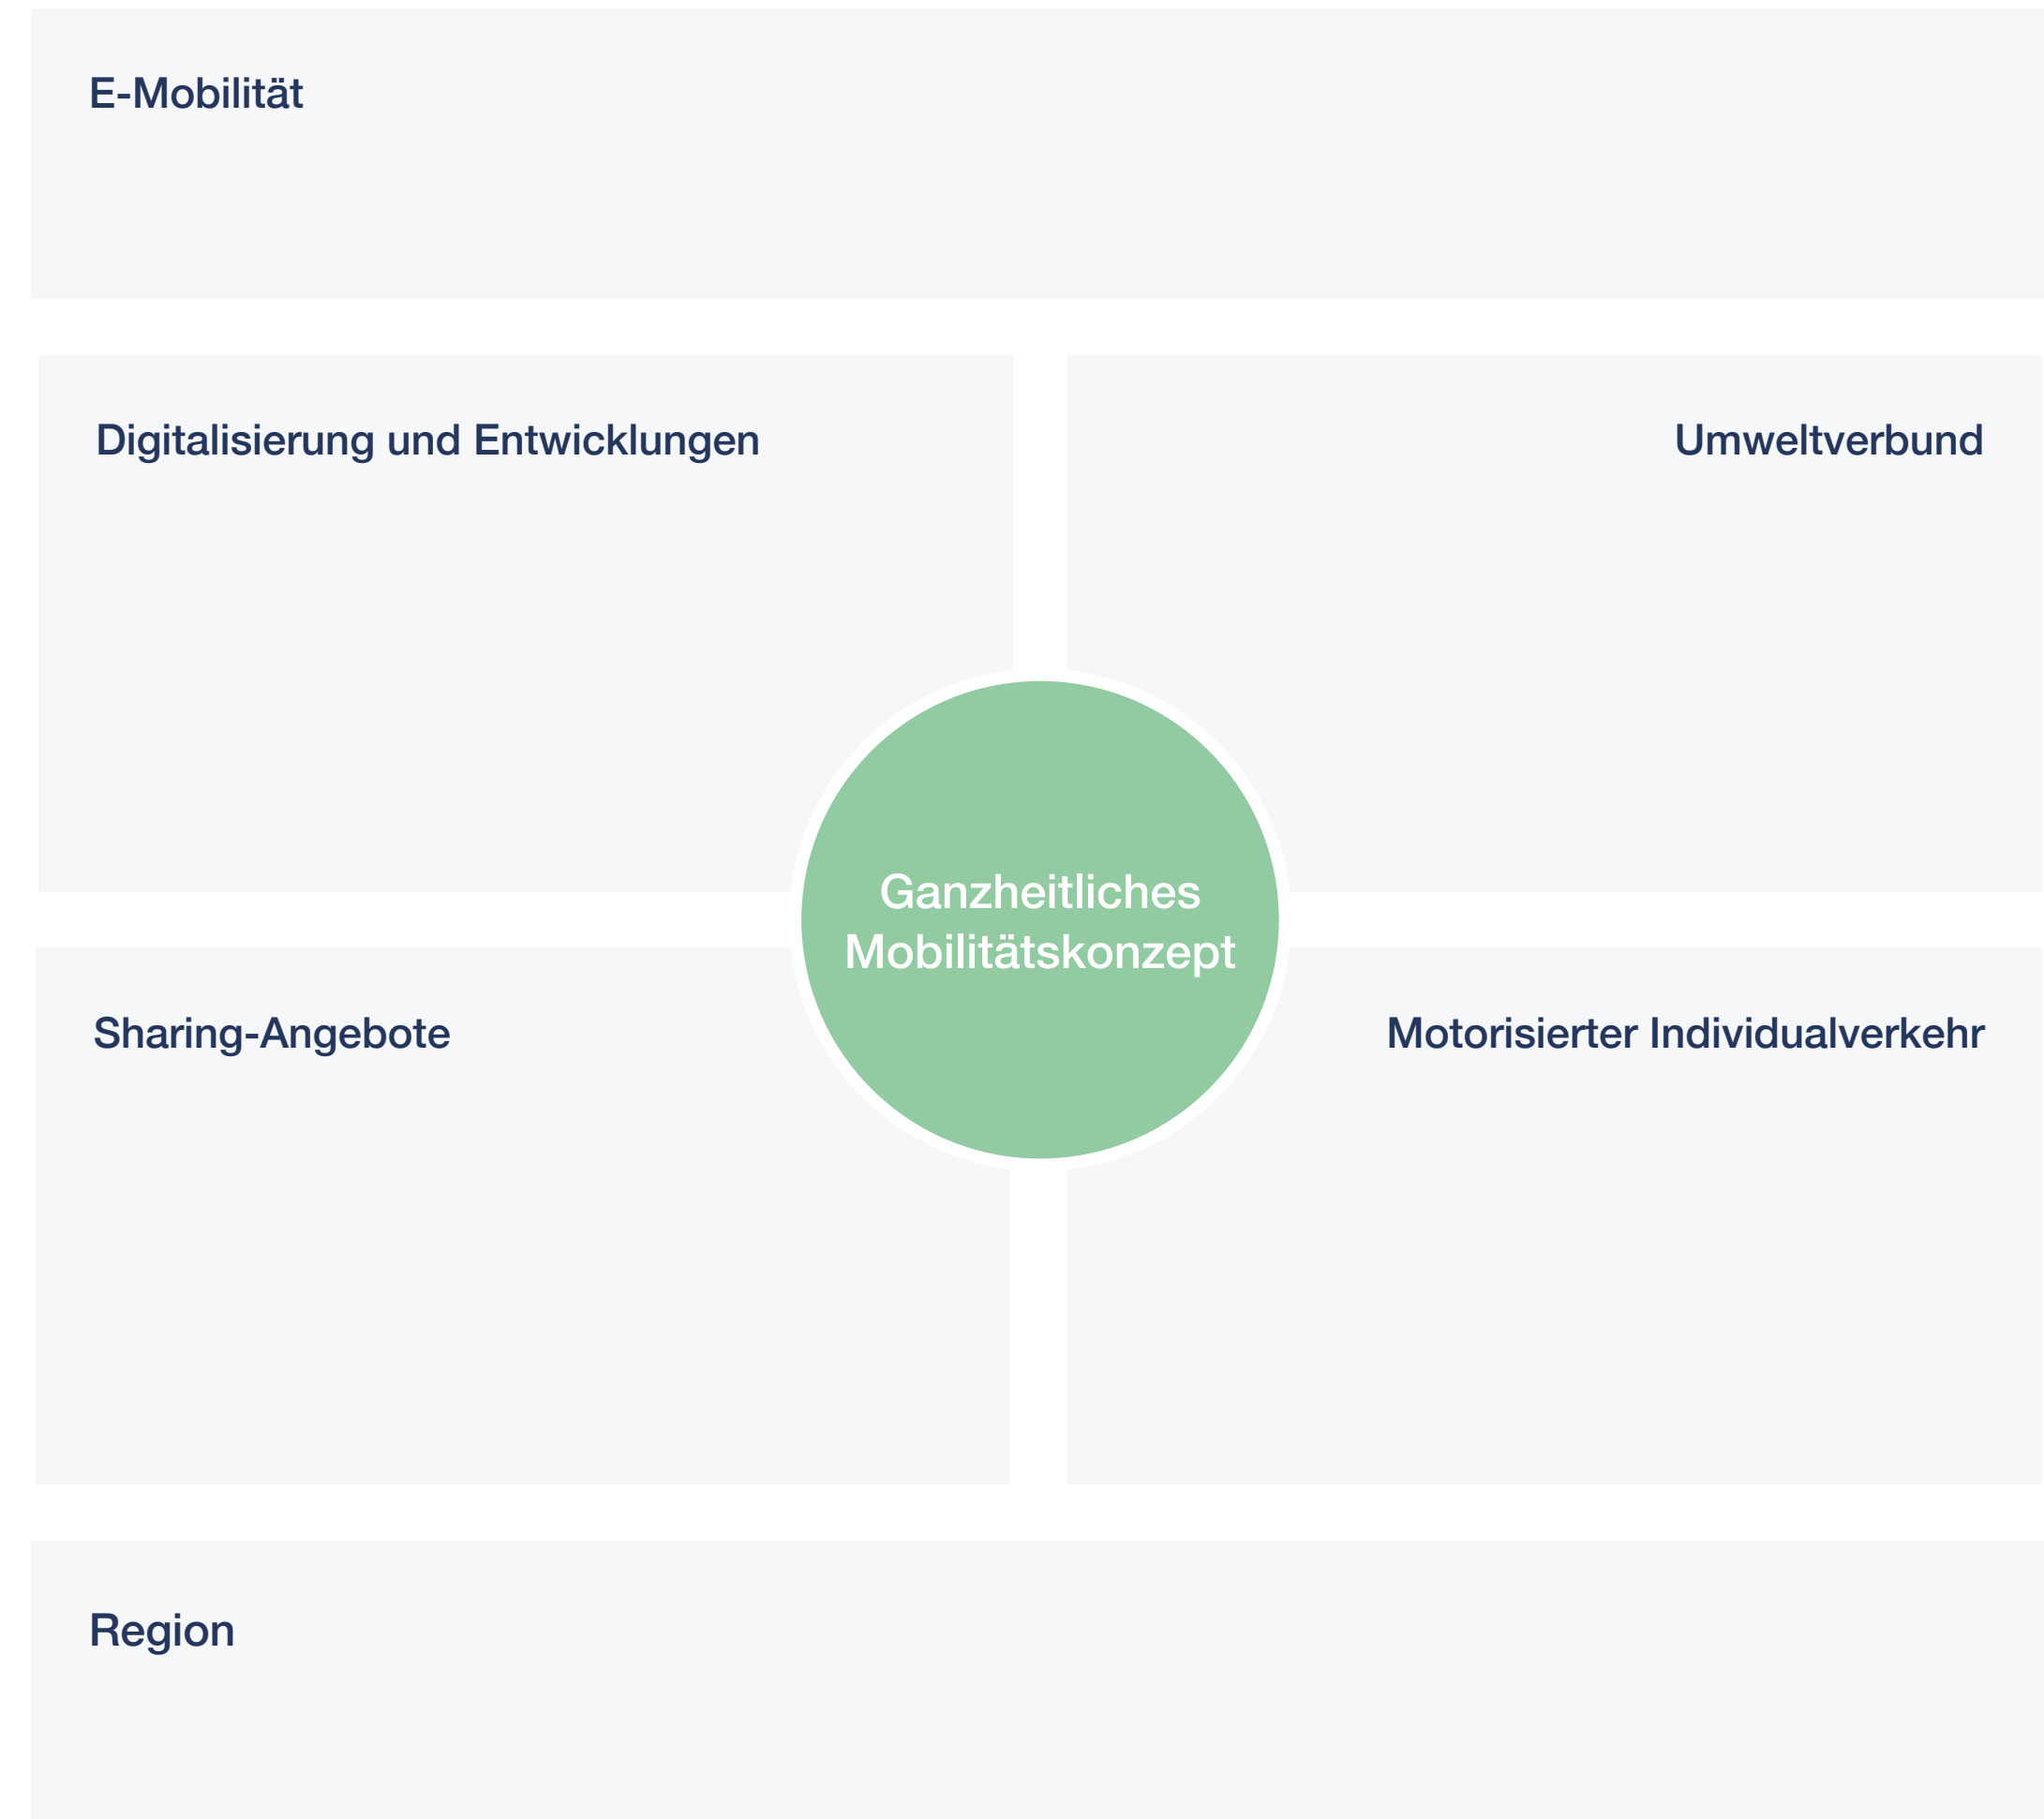 E-Mobilität
Digitalisierung und Entwicklungen
Umweltverbund
Ganzheitliches
Mobilitätskonzept
Sharing-Angebote
Motorisierter Individualverkehr
Region